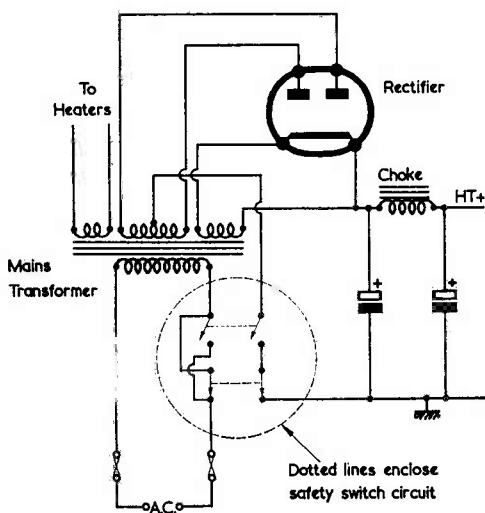 To
Heaters
Rectifier
Choke
HT+
Mains
Transformer
+
+
A.C.
Dotted lines enclose
safety switch circuit